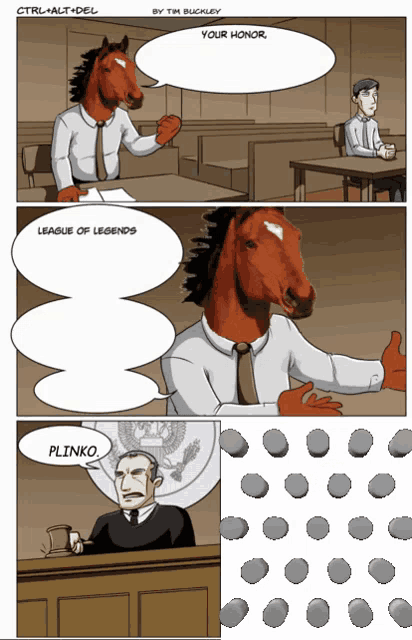 CTRL+ALT+DEL BY TIM BUCKLEY
YOUR HONOR,
LEAGUE OF LEGENDS
PLINKO.